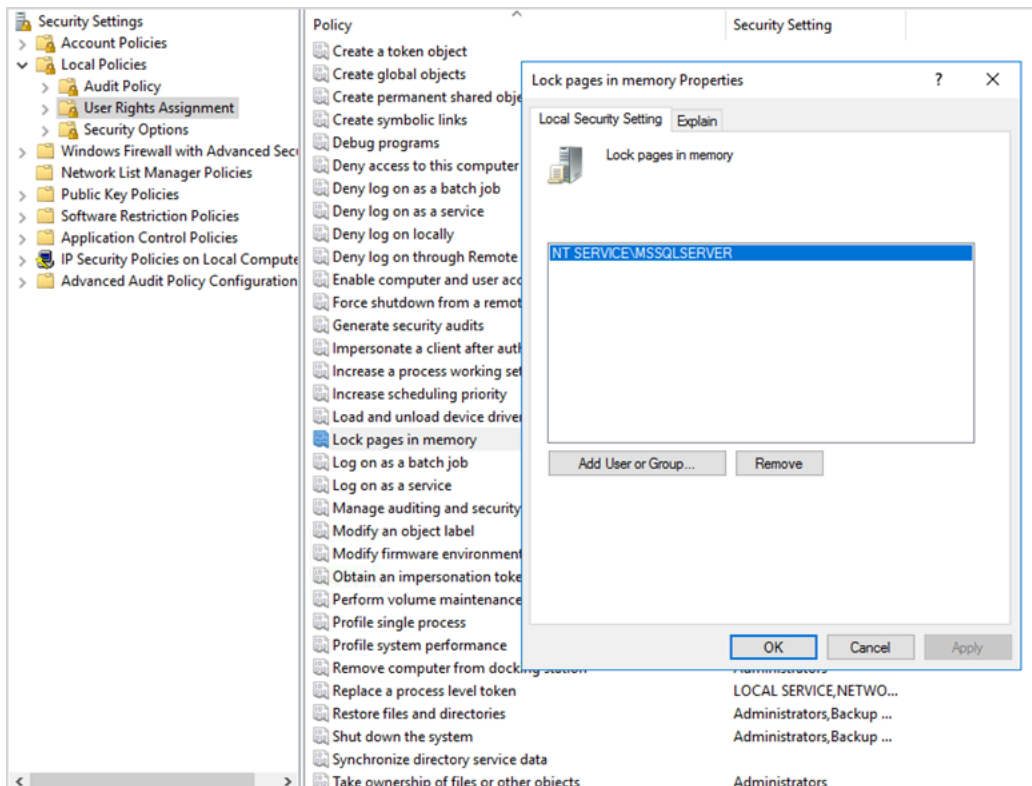 Security Settings
Account Policies
Local Policies
Audit Policy
User Rights Assignment
Security Options
Windows Firewall with Advanced Secu
Network List Manager Policies
Public Key Policies
Software Restriction Policies
Application Control Policies
IP Security Policies on Local Compute
Advanced Audit Policy Configuration
Policy Security Setting
Create a token object
Create global objects
Create permanent shared obje
Create symbolic links
Debug programs
Deny access to this computer
Deny log on as a batch job
Deny log on as a service
Deny log on locally
Deny log on through Remote
Enable computer and user acc
Force shutdown from a remot
Generate security audits
Impersonate a client after auth
Increase a process working set
Increase scheduling priority
Load and unload device driver
Lock pages in memory
Log on as a batch job
Log on as a service
Manage auditing and security
Modify an object label
Modify firmware environment
Obtain an impersonation toke
Perform volume maintenance
Profile single process
Profile system performance
Remove computer from docking station Administrators
Replace a process level token LOCAL SERVICE,NETWO...
Restore files and directories Administrators,Backup ...
Shut down the system Administrators,Backup ...
Synchronize directory service data
Take ownership of files or other objects Administrators
Lock pages in memory Properties ?
Local Security Setting Explain
Lock pages in memory
NT SERVICE\MSSQLSERVER
Add User or Group... Remove
OK Cancel Apply